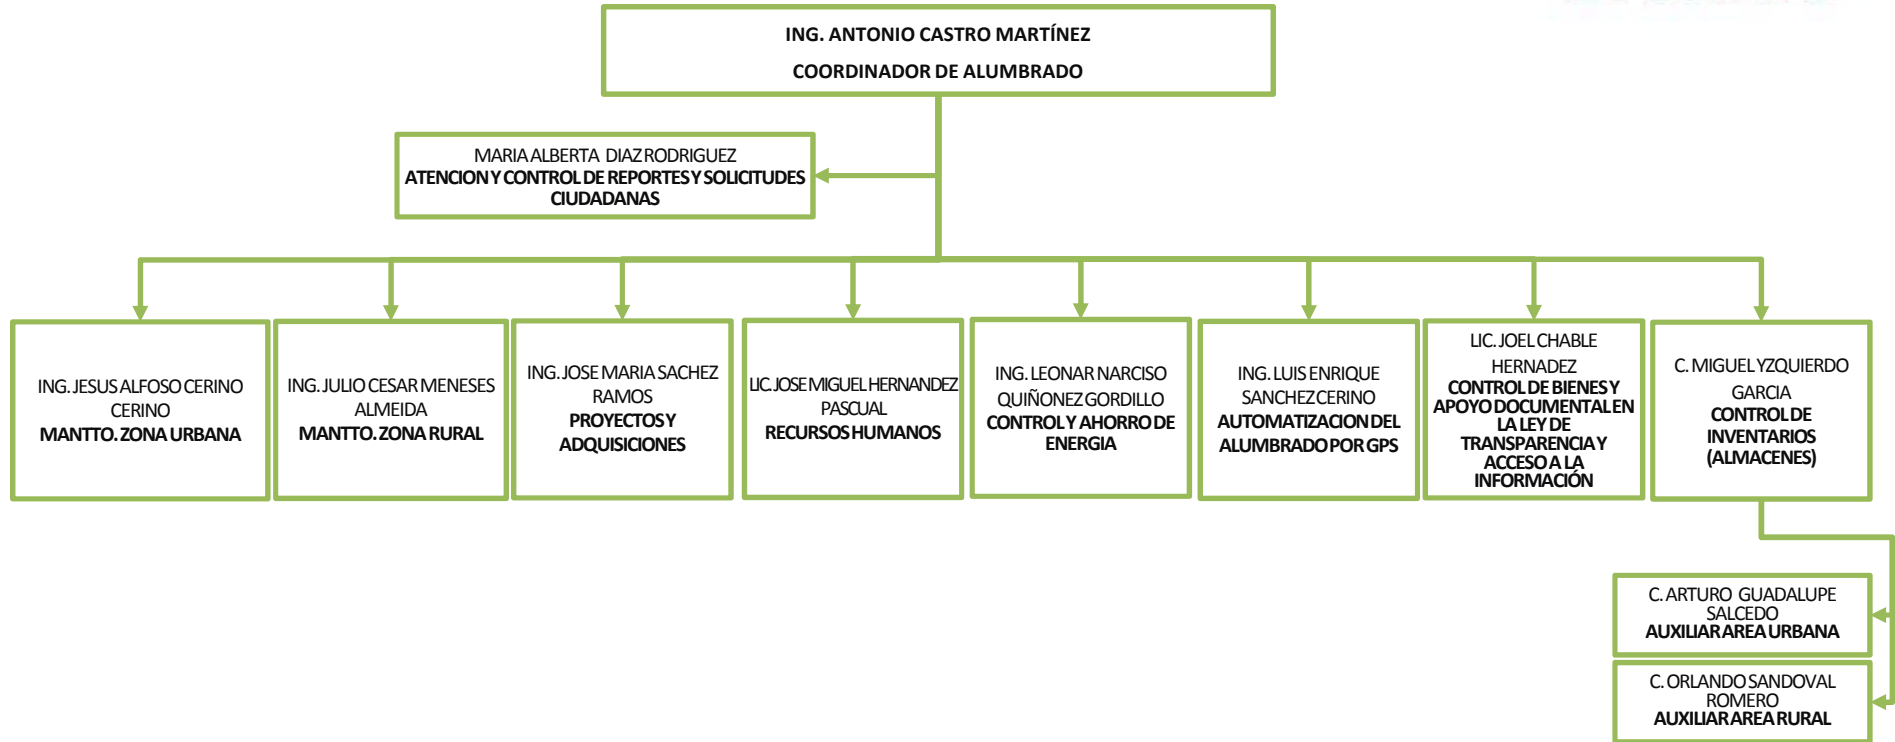 ING. ANTONIO CASTRO MARTÍNEZ
COORDINADOR DE ALUMBRADO
MARIA ALBERTA DIAZ RODRIGUEZ
ATENCION Y CONTROL DE REPORTES Y SOLICITUDES
CIUDADANAS
ING. JESUS ALFOSO CERINO
CERINO
MANTTO. ZONA URBANA
ING. JULIO CESAR MENESES
ALMEIDA
MANTTO. ZONA RURAL
ING. JOSE MARIA SACHEZ
RAMOS
PROYECTOS Y
ADQUISICIONES
LIC. JOSE MIGUEL HERNANDEZ
PASCUAL
RECURSOS HUMANOS
ING. LEONAR NARCISO
QUIÑONEZ GORDILLO
CONTROL Y AHORRO DE
ENERGIA
ING. LUIS ENRIQUE
SANCHEZ CERINO
AUTOMATIZACION DEL
ALUMBRADO POR GPS
LIC. JOEL CHABLE
HERNADEZ
CONTROL DE BIENES Y
APOYO DOCUMENTAL EN
LA LEY DE
TRANSPARENCIA Y
ACCESO A LA
INFORMACIÓN
C. MIGUEL YZQUIERDO
GARCIA
CONTROL DE
INVENTARIOS
(ALMACENES)
C. ARTURO GUADALUPE
SALCEDO
AUXILIAR AREA URBANA
C. ORLANDO SANDOVAL
ROMERO
AUXILIAR AREA RURAL